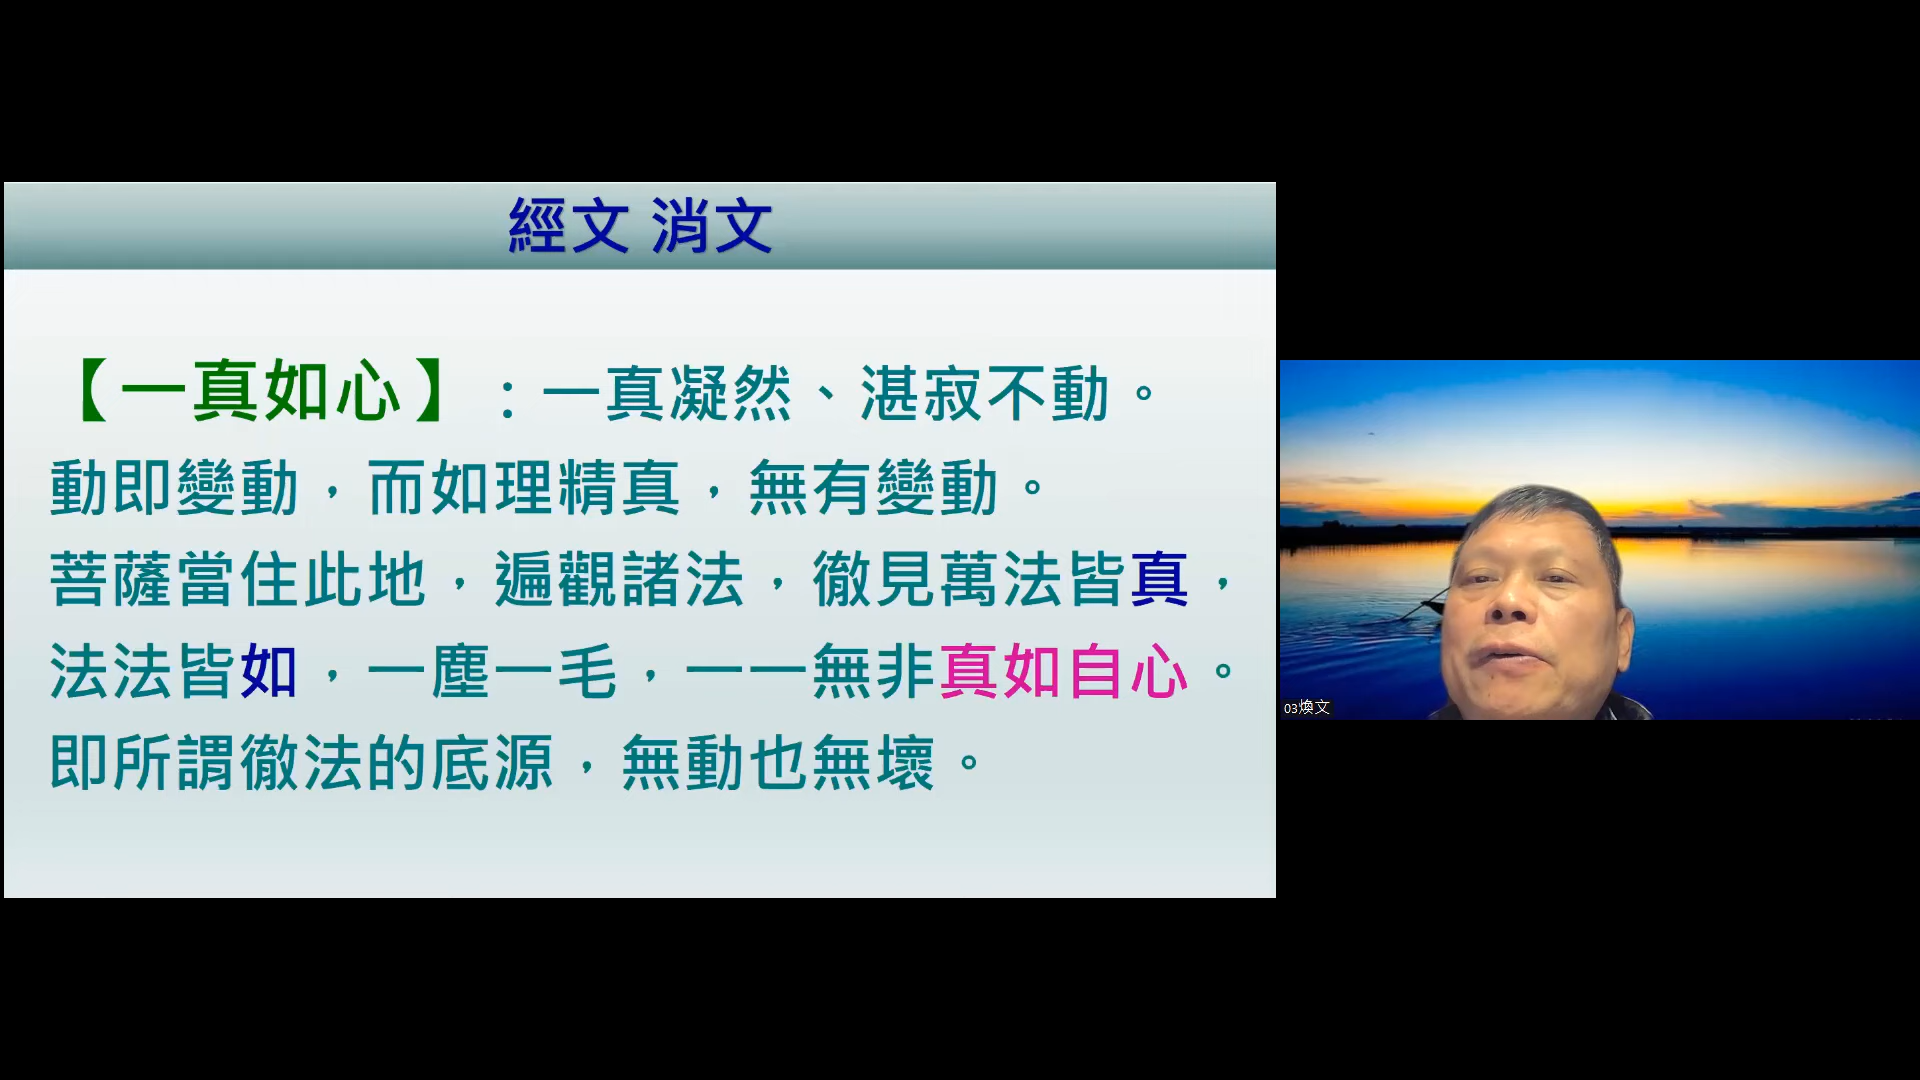 經文 消文
【一真如心】：一真凝然、湛寂不動。
動即變動，而如理精真，無有變動。
菩薩當住此地，遍觀諸法，徹見萬法皆真，
法法皆如，一塵一毛，一一無非真如自心。
即所謂徹法的底源，無動也無壞。
03煥文